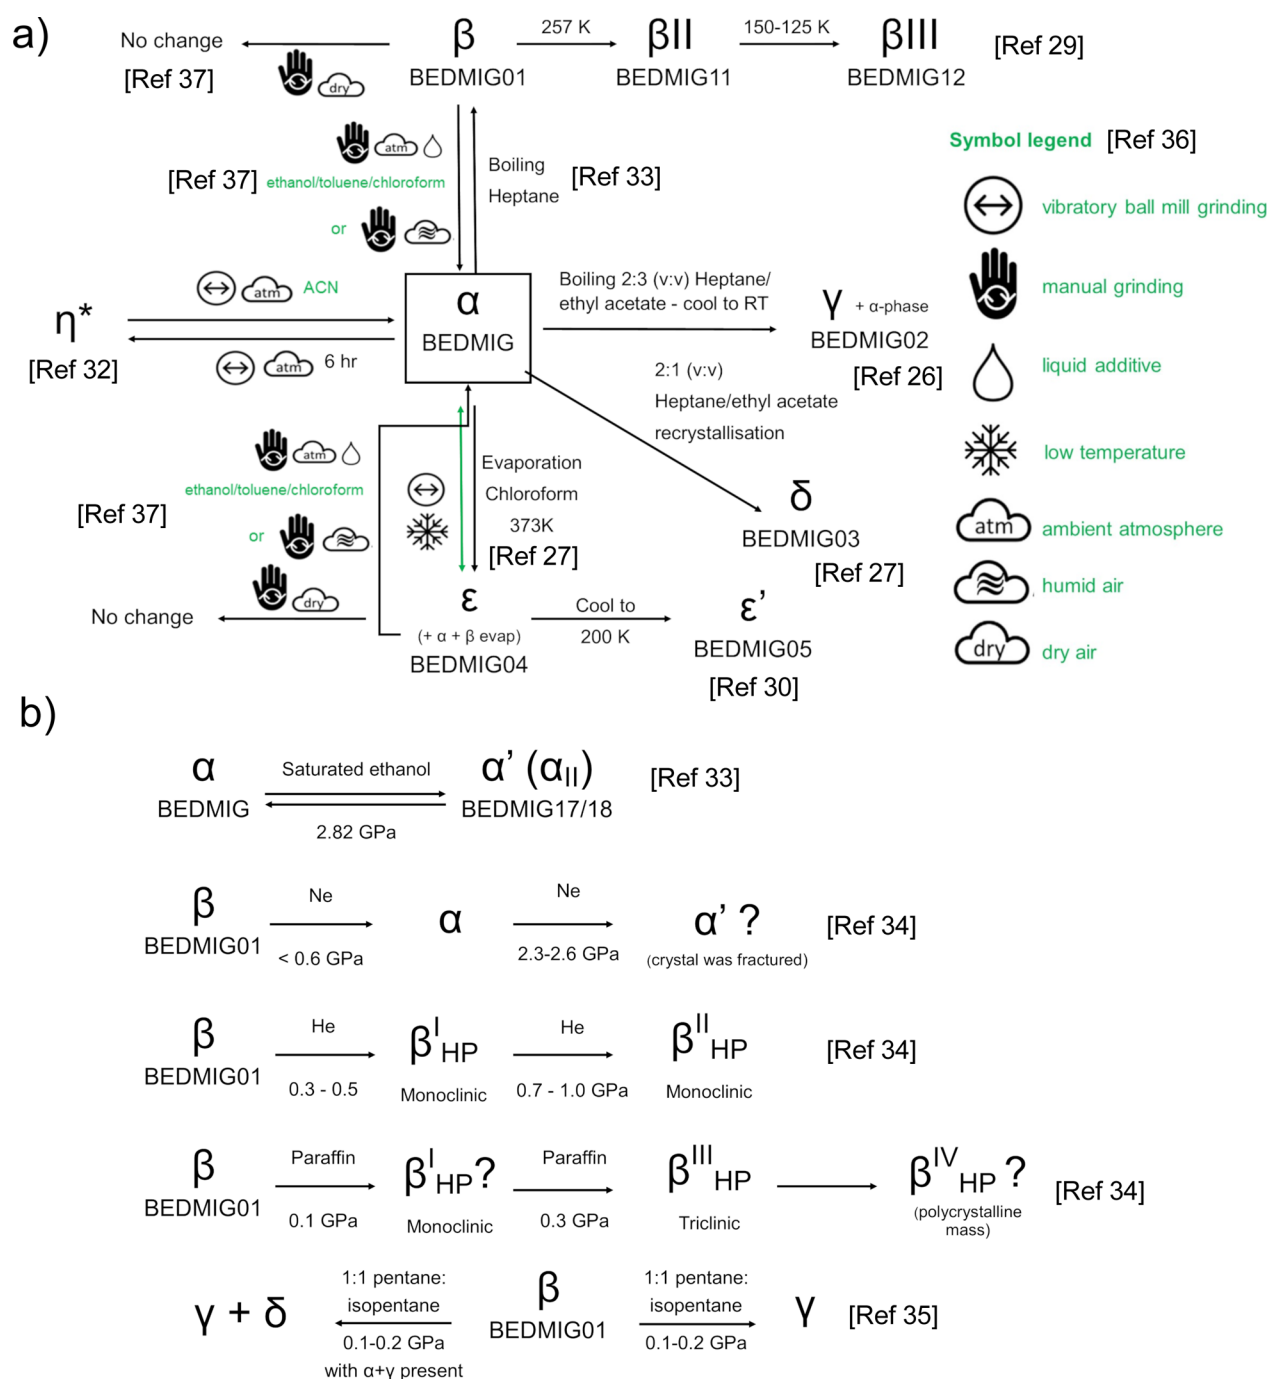 a)
No change
[Ref 37]
dry
β
BEDMIG01
257 K
βII
BEDMIG11
150-125 K
βIII
BEDMIG12
[Ref 29]
atm
[Ref 37] ethanol/toluene/chloroform
or
Boiling
Heptane
[Ref 33]
Symbol legend [Ref 36]
vibratory ball mill grinding
manual grinding
liquid additive
low temperature
atm ambient atmosphere
humid air
dry dry air
η*
[Ref 32]
atm ACN
atm 6 hr
α
BEDMIG
Boiling 2:3 (v:v) Heptane/
ethyl acetate - cool to RT
γ + α-phase
BEDMIG02
[Ref 26]
2:1 (v:v)
Heptane/ethyl acetate
recrystallisation
δ
BEDMIG03
[Ref 27]
atm
ethanol/toluene/chloroform
[Ref 37]
or
dry
No change
Evaporation
Chloroform
373K
[Ref 27]
ε
(+ α + β evap)
BEDMIG04
Cool to
200 K
ε’
BEDMIG05
[Ref 30]
b)
α
BEDMIG
Saturated ethanol
2.82 GPa
α’ (αII)
BEDMIG17/18
[Ref 33]
β
BEDMIG01
Ne
< 0.6 GPa
α
Ne
2.3-2.6 GPa
α’ ?
(crystal was fractured)
[Ref 34]
β
BEDMIG01
He
0.3 - 0.5
βIHP
Monoclinic
He
0.7 - 1.0 GPa
βIIHP
Monoclinic
[Ref 34]
β
BEDMIG01
Paraffin
0.1 GPa
βIHP?
Monoclinic
Paraffin
0.3 GPa
βIIIHP
Triclinic
βIVHP ?
(polycrystalline
mass)
[Ref 34]
γ + δ
1:1 pentane:
isopentane
0.1-0.2 GPa
with α+γ present
β
BEDMIG01
1:1 pentane:
isopentane
0.1-0.2 GPa
γ
[Ref 35]